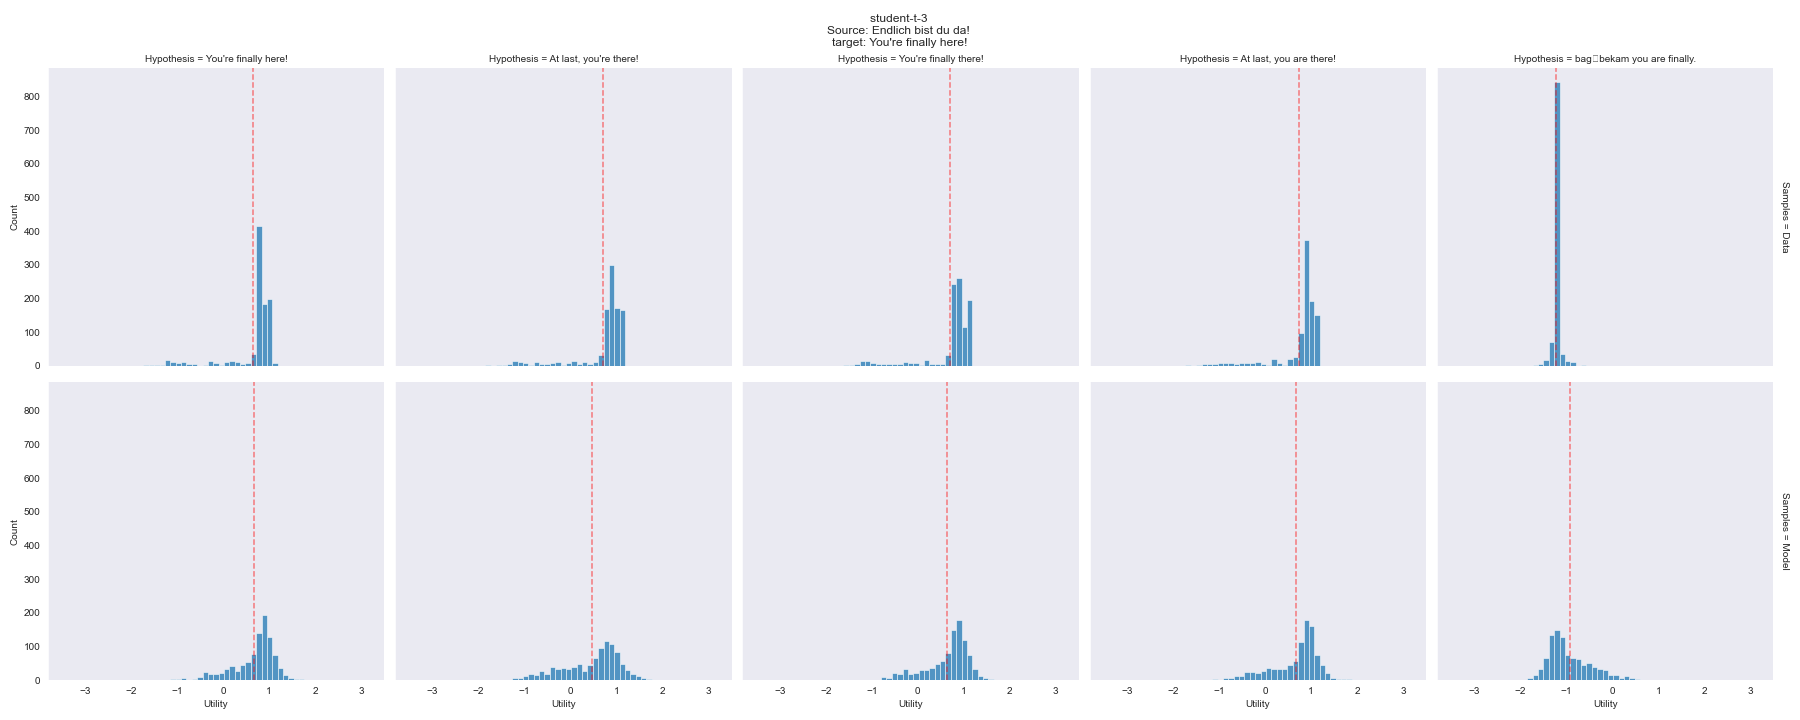 student-t-3
Source: Endlich bist du da!
target: You're finally here!
Hypothesis = You're finally here!
Hypothesis = At last, you're there!
Hypothesis = You're finally there!
Hypothesis = At last, you are there!
Hypothesis = bag▯bekam you are finally.
800
700
600
500
400
300
200
100
0
Count
Samples = Data
800
700
600
500
400
300
200
100
0
Count
Samples = Model
−3 −2 −1 0 1 2 3
−3 −2 −1 0 1 2 3
−3 −2 −1 0 1 2 3
−3 −2 −1 0 1 2 3
−3 −2 −1 0 1 2 3
Utility
Utility
Utility
Utility
Utility